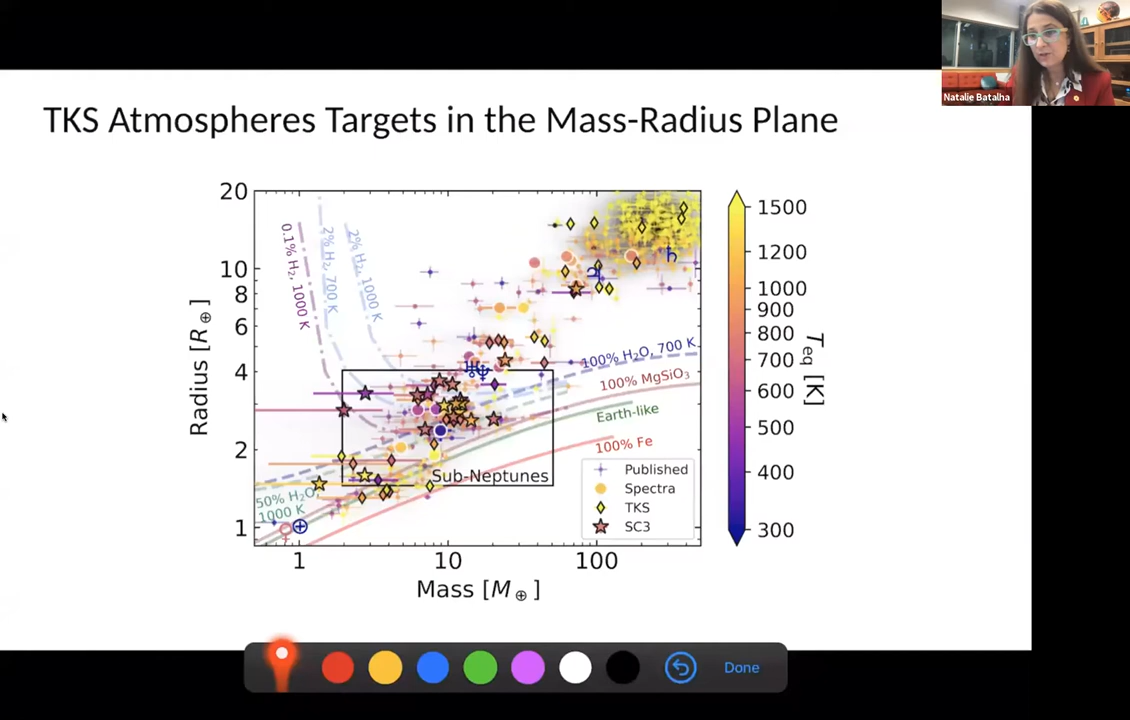 Natalie Batalha
TKS Atmospheres Targets in the Mass-Radius Plane
20
10
8
6
4
2
1
Radius [R⊕]
1
10
100
Mass [M⊕]
0.1% H₂, 1000 K
2% H₂, 700 K
2% H₂, 1000 K
100% H₂O, 700 K
100% MgSiO₃
Earth-like
100% Fe
50% H₂O,
1000 K
Sub-Neptunes
Published
Spectra
TKS
SC3
1500
1200
1000
900
800
700
600
500
400
300
Teq [K]
Done